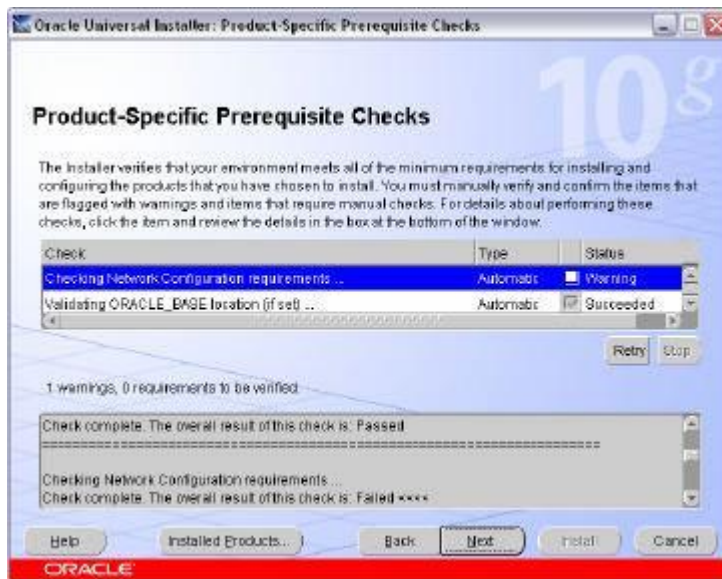 Oracle Universal Installer: Product-Specific Prerequisite Checks
10g
Product-Specific Prerequisite Checks
The Installer verifies that your environment meets all of the minimum requirements for installing and
configuring the products that you have chosen to install. You must manually verify and confirm the items that
are flagged with warnings and items that require manual checks. For details about performing these
checks, click the item and review the details in the box at the bottom of the window.
Check Type Status
Checking Network Configuration requirements ... Automatic Warning
Validating ORACLE_BASE location (if set) ... Automatic Succeeded
Retry Stop
1 warnings, 0 requirements to be verified.
Check complete. The overall result of this check is: Passed
=======================================================================
Checking Network Configuration requirements ...
Check complete. The overall result of this check is: Failed <<<<
Help Installed Products... Back Next Install Cancel
ORACLE